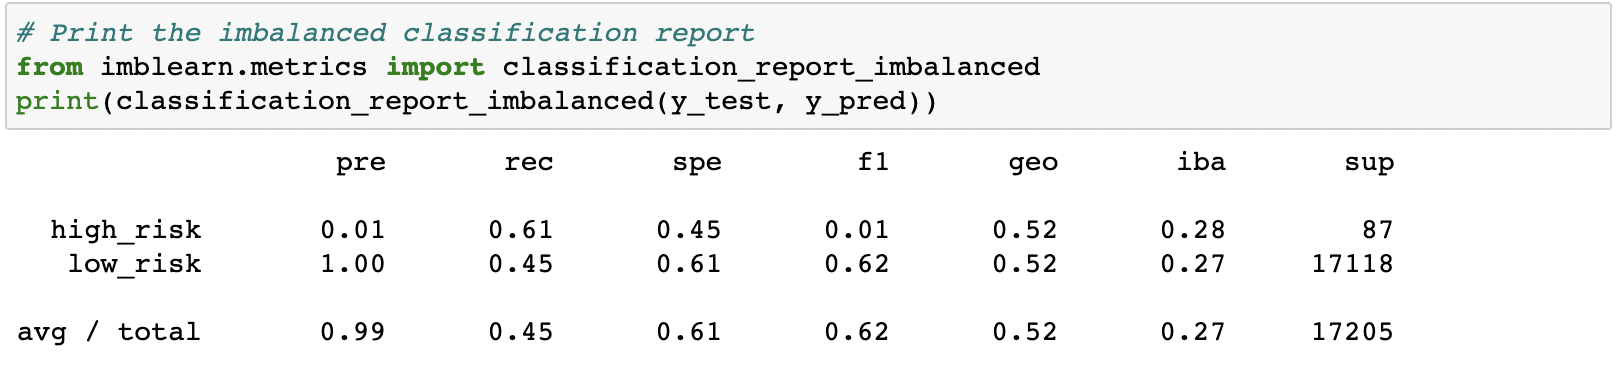 # Print the imbalanced classification report
from imblearn.metrics import classification_report_imbalanced
print(classification_report_imbalanced(y_test, y_pred))
pre rec spe f1 geo iba sup
high_risk 0.01 0.61 0.45 0.01 0.52 0.28 87
low_risk 1.00 0.45 0.61 0.62 0.52 0.27 17118
avg / total 0.99 0.45 0.61 0.62 0.52 0.27 17205